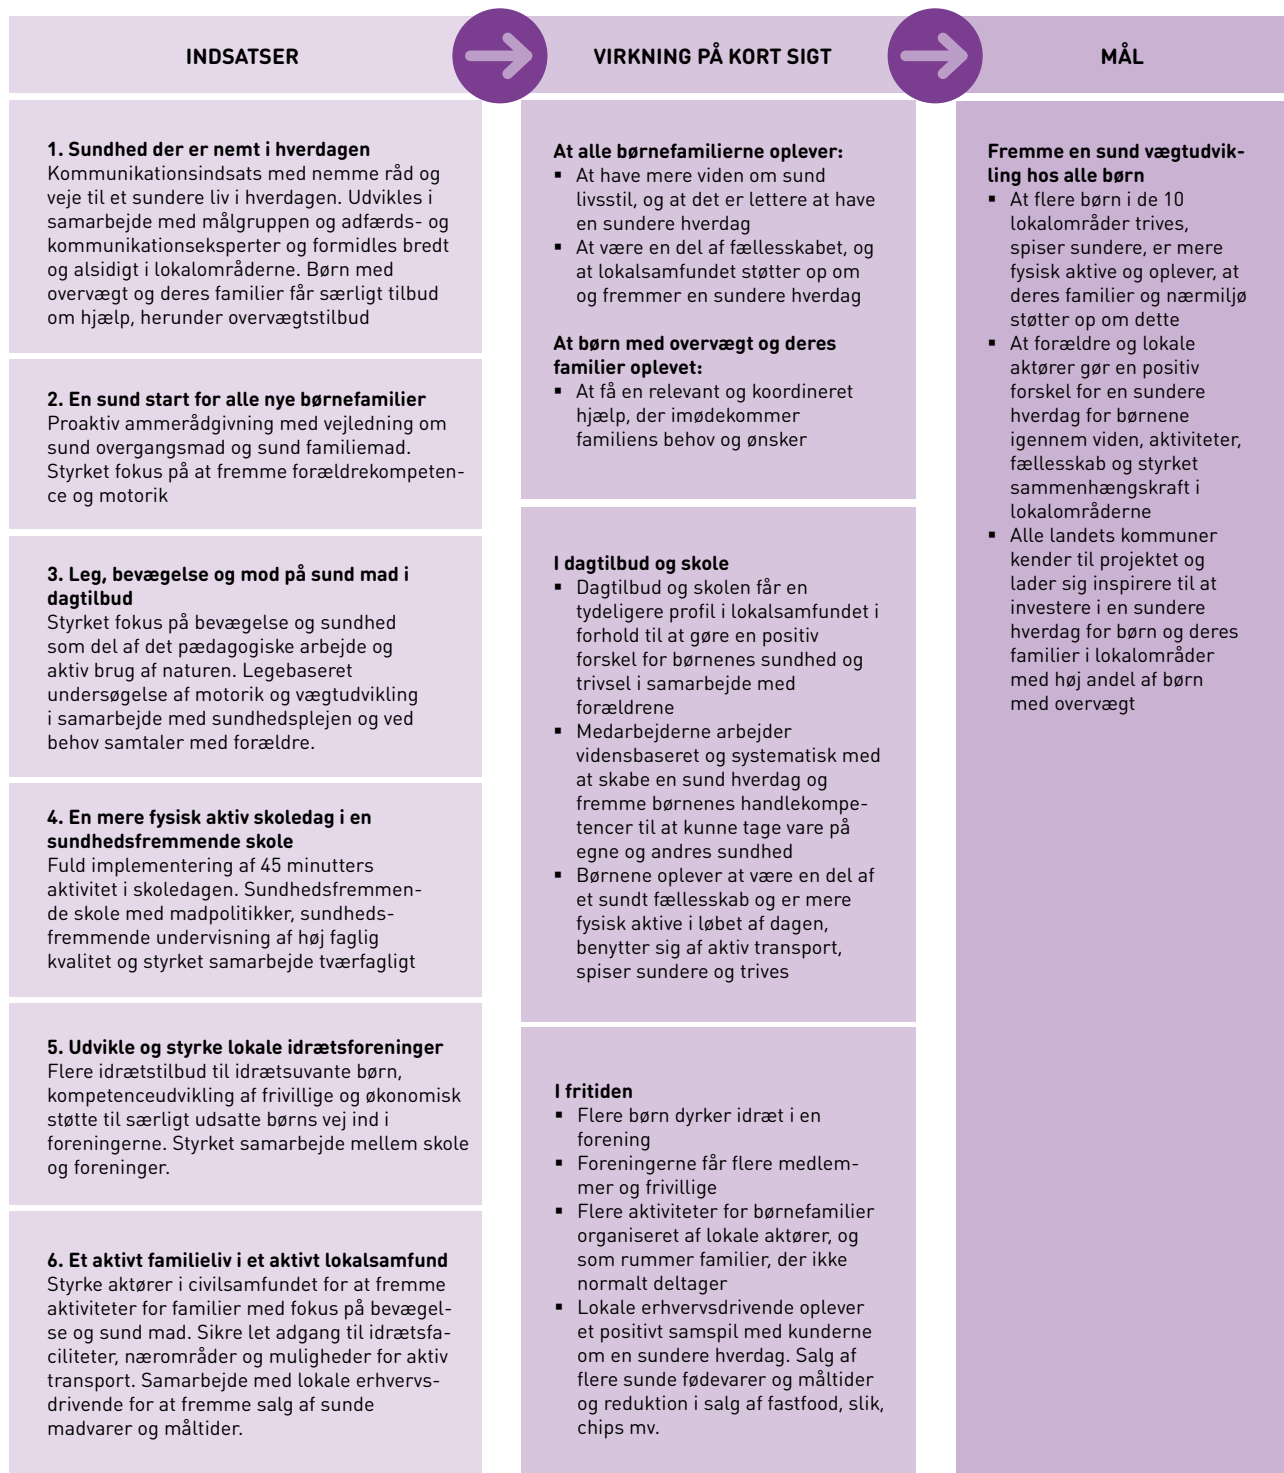 INDSATSER
VIRKNING PÅ KORT SIGT
MÅL
1. Sundhed der er nemt i hverdagen
Kommunikationsindsats med nemme råd og
veje til et sundere liv i hverdagen. Udvikles i
samarbejde med målgruppen og adfærds- og
kommunikationseksperter og formidles bredt
og alsidigt i lokalområderne. Børn med
overvægt og deres familier får særligt tilbud
om hjælp, herunder overvægtstilbud
2. En sund start for alle nye børnefamilier
Proaktiv ammerådgivning med vejledning om
sund overgangsmad og sund familiemad.
Styrket fokus på at fremme forældrekompeten-
ce og motorik
3. Leg, bevægelse og mod på sund mad i
dagtilbud
Styrket fokus på bevægelse og sundhed
som del af det pædagogiske arbejde og
aktiv brug af naturen. Legebaseret
undersøgelse af motorik og vægtudvikling
i samarbejde med sundhedsplejen og ved
behov samtaler med forældre.
4. En mere fysisk aktiv skoledag i en
sundhedsfremmende skole
Fuld implementering af 45 minutters
aktivitet i skoledagen. Sundhedsfremmen-
de skole med madpolitikker, sundheds-
fremmende undervisning af høj faglig
kvalitet og styrket samarbejde tværfagligt
5. Udvikle og styrke lokale idrætsforeninger
Flere idrætstilbud til idrætsuvante børn,
kompetenceudvikling af frivillige og økonomisk
støtte til særligt udsatte børns vej ind i
foreningerne. Styrket samarbejde mellem skole
og foreninger.
6. Et aktivt familieliv i et aktivt lokalsamfund
Styrke aktører i civilsamfundet for at fremme
aktiviteter for familier med fokus på bevægel-
se og sund mad. Sikre let adgang til idrætsfa-
ciliteter, nærområder og muligheder for aktiv
transport. Samarbejde med lokale erhvervs-
drivende for at fremme salg af sunde
madvarer og måltider.
At alle børnefamilierne oplever:
▪ At have mere viden om sund
livsstil, og at det er lettere at have
en sundere hverdag
▪ At være en del af fællesskabet, og
at lokalsamfundet støtter op om
og fremmer en sundere hverdag
At børn med overvægt og deres
familier oplevet:
▪ At få en relevant og koordineret
hjælp, der imødekommer
familiens behov og ønsker
I dagtilbud og skole
▪ Dagtilbud og skolen får en
tydeligere profil i lokalsamfundet i
forhold til at gøre en positiv
forskel for børnenes sundhed og
trivsel i samarbejde med
forældrene
▪ Medarbejderne arbejder
vidensbaseret og systematisk med
at skabe en sund hverdag og
fremme børnenes handlekompe-
tencer til at kunne tage vare på
egne og andres sundhed
▪ Børnene oplever at være en del af
et sundt fællesskab og er mere
fysisk aktive i løbet af dagen,
benytter sig af aktiv transport,
spiser sundere og trives
I fritiden
▪ Flere børn dyrker idræt i en
forening
▪ Foreningerne får flere medlem-
mer og frivillige
▪ Flere aktiviteter for børnefamilier
organiseret af lokale aktører, og
som rummer familier, der ikke
normalt deltager
▪ Lokale erhvervsdrivende oplever
et positivt samspil med kunderne
om en sundere hverdag. Salg af
flere sunde fødevarer og måltider
og reduktion i salg af fastfood, slik,
chips mv.
Fremme en sund vægtudvik-
ling hos alle børn
▪ At flere børn i de 10
lokalområder trives,
spiser sundere, er mere
fysisk aktive og oplever, at
deres familier og nærmiljø
støtter op om dette
▪ At forældre og lokale
aktører gør en positiv
forskel for en sundere
hverdag for børnene
igennem viden, aktiviteter,
fællesskab og styrket
sammenhængskraft i
lokalområderne
▪ Alle landets kommuner
kender til projektet og
lader sig inspirere til at
investere i en sundere
hverdag for børn og deres
familier i lokalområder
med høj andel af børn
med overvægt